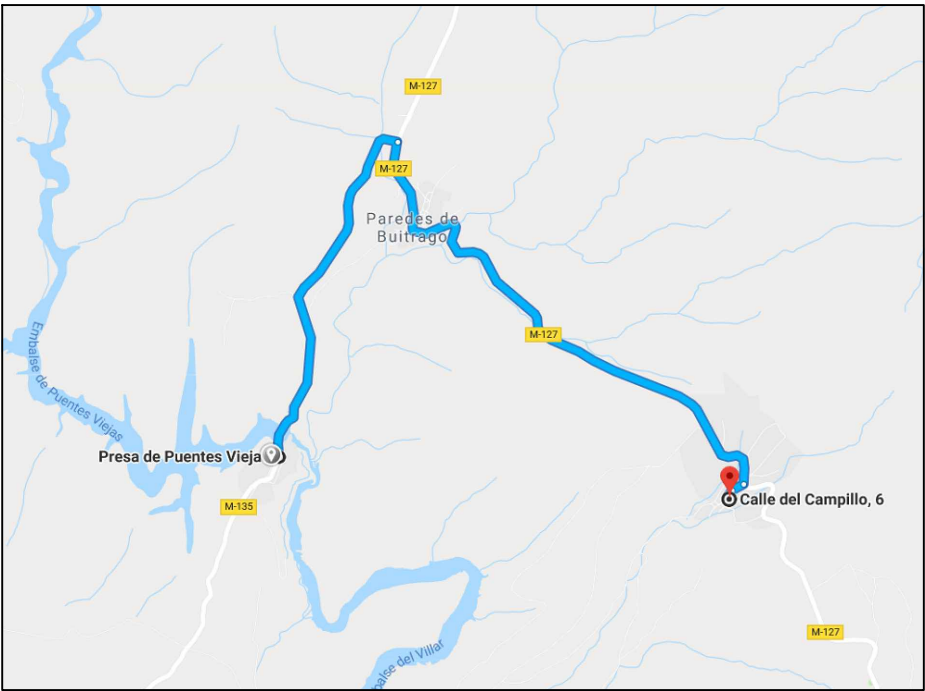 M-127
M-127
Paredes de
Buitrago
M-127
Embalse de Puentes Viejas
Presa de Puentes Vieja
M-135
Calle del Campillo, 6
M-127
balse del Villar